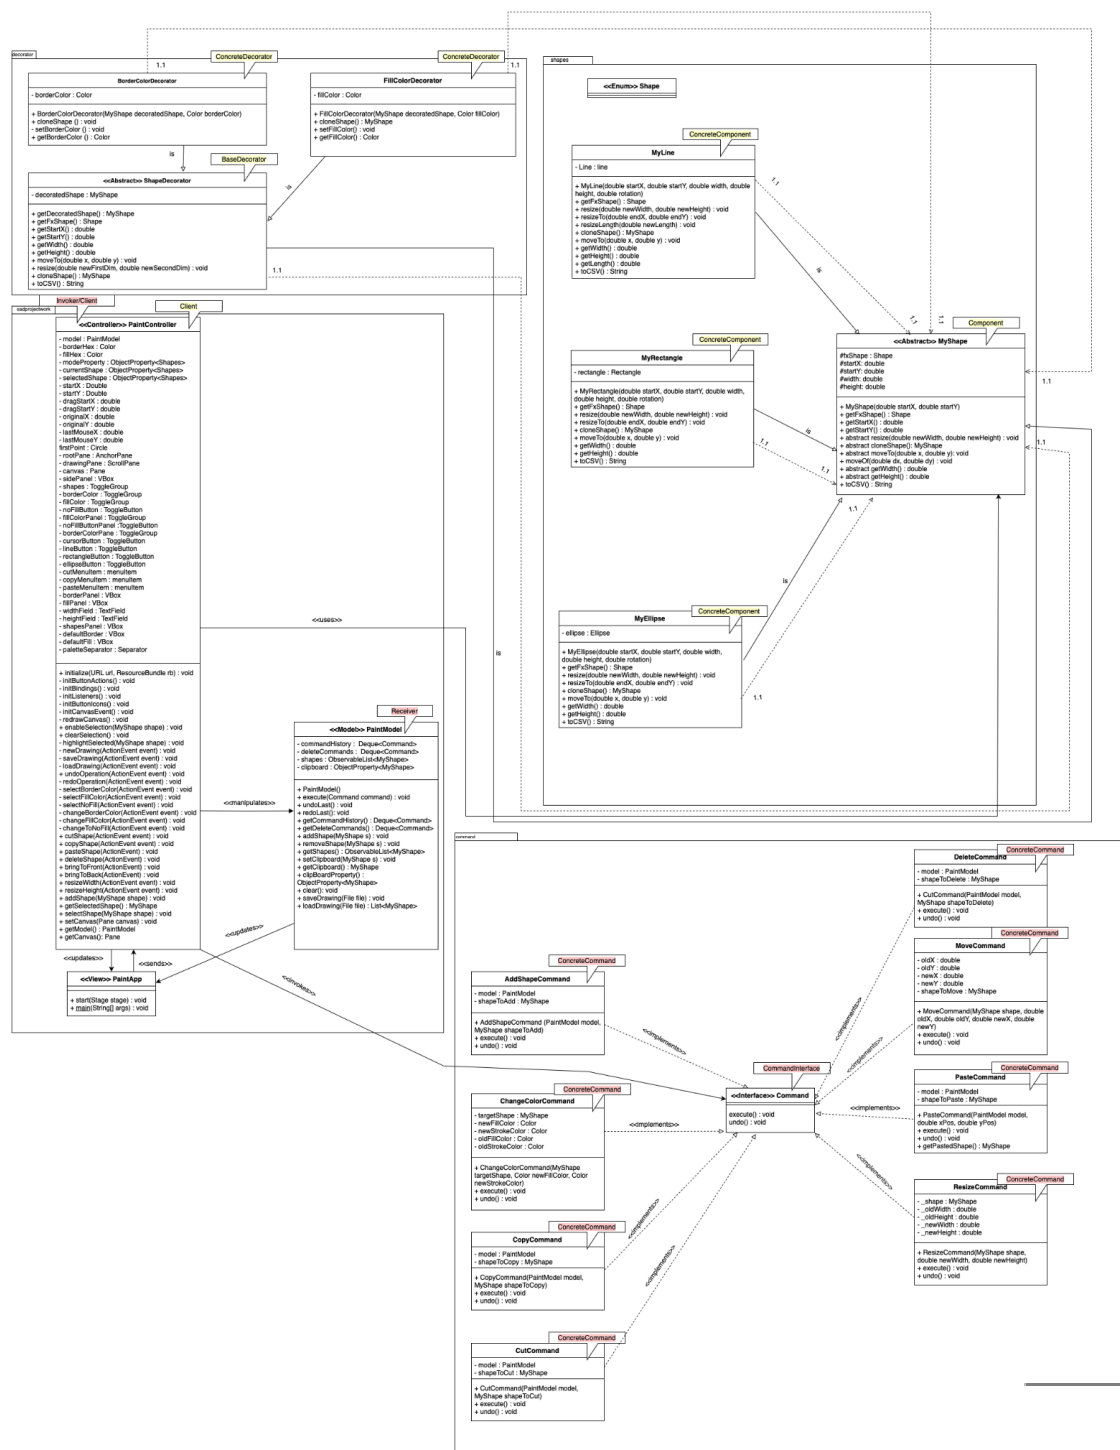 decorator
ConcreteDecorator
1.1
BorderColorDecorator
- borderColor : Color
+ BorderColorDecorator(MyShape decoratedShape, Color borderColor)
+ cloneShape () : void
- setBorderColor () : void
+ getBorderColor () : Color
ConcreteDecorator
1.1
FillColorDecorator
- fillColor : Color
+ FillColorDecorator(MyShape decoratedShape, Color fillColor)
+ cloneShape() : MyShape
+ setFillColor() : void
+ getFillColor() : Color
is
is
BaseDecorator
<<Abstract>> ShapeDecorator
- decoratedShape : MyShape
+ getDecoratedShape() : MyShape
+ getFxShape() : Shape
+ getStartX() : double
+ getStartY() : double
+ getWidth() : double
+ getHeight() : double
+ moveTo(double x, double y) : void
+ resize(double newFirstDim, double newSecondDim) : void
+ cloneShape() : MyShape
+ toCSV() : String
1.1
shapes
<<Enum>> Shape
ConcreteComponent
MyLine
- Line : line
+ MyLine(double startX, double startY, double width, double
height, double rotation)
+ getFxShape() : Shape
+ resize(double newWidth, double newHeight) : void
+ resizeTo(double endX, double endY) : void
+ resizeLength(double newLength) : void
+ cloneShape() : MyShape
+ moveTo(double x, double y) : void
+ getWidth() : double
+ getHeight() : double
+ getLength() : double
+ toCSV() : String
1.1
is
1.1
1.1
ConcreteComponent
MyRectangle
- rectangle : Rectangle
+ MyRectangle(double startX, double startY, double width,
double height, double rotation)
+ getFxShape() : Shape
+ resize(double newWidth, double newHeight) : void
+ resizeTo(double endX, double endY) : void
+ cloneShape() : MyShape
+ moveTo(double x, double y) : void
+ getWidth() : double
+ getHeight() : double
+ toCSV() : String
is
1.1
1.1
Component
<<Abstract>> MyShape
#fxShape : Shape
#startX: double
#startY: double
#width: double
#height: double
+ MyShape(double startX, double startY)
+ getFxShape() : Shape
+ getStartX() : double
+ getStartY() : double
+ abstract resize(double newWidth, double newHeight) : void
+ abstract cloneShape(): MyShape
+ abstract moveTo(double x, double y): void
+ moveOf(double dx, double dy) : void
+ abstract getWidth() : double
+ abstract getHeight() : double
+ toCSV() : String
1.1
1.1
1.1
is
ConcreteComponent
MyEllipse
- ellipse : Ellipse
+ MyEllipse(double startX, double startY, double width,
double height, double rotation)
+ getFxShape() : Shape
+ resize(double newWidth, double newHeight) : void
+ resizeTo(double endX, double endY) : void
+ cloneShape() : MyShape
+ moveTo(double x, double y) : void
+ getWidth() : double
+ getHeight() : double
+ toCSV() : String
1.1
sadprojectwork
Invoker/Client
Client
<<Controller>> PaintController
- model : PaintModel
- borderHex : Color
- fillHex : Color
- modeProperty : ObjectProperty<Shapes>
- currentShape : ObjectProperty<Shapes>
- selectedShape : ObjectProperty<Shapes>
- startX : Double
- startY : Double
- dragStartX : double
- dragStartY : double
- originalX : double
- originalY : double
- lastMouseX : double
- lastMouseY : double
firstPoint : Circle
- rootPane : AnchorPane
- drawingPane : ScrollPane
- canvas : Pane
- sidePanel : VBox
- shapes : ToggleGroup
- borderColor : ToggleGroup
- fillColor : ToggleGroup
- noFillButton : ToggleButton
- fillColorPanel : ToggleGroup
- noFillButtonPanel :ToggleButton
- borderColorPane : ToggleGroup
- cursorButton : ToggleButton
- lineButton : ToggleButton
- rectangleButton : ToggleButton
- ellipseButton : ToggleButton
- cutMenuItem : menuItem
- copyMenuItem : menuItem
- pasteMenuItem : menuItem
- borderPanel : VBox
- fillPanel : VBox
- widthField : TextField
- heightField : TextField
- shapesPanel : VBox
- defaultBorder : VBox
- defaultFill : VBox
- paletteSeparator : Separator
+ initialize(URL url, ResourceBundle rb) : void
- initButtonActions() : void
- initBindings() : void
- initListeners() : void
- initButtonIcons() : void
- initCanvasEvent() : void
- redrawCanvas() : void
+ enableSelection(MyShape shape) : void
+ clearSelection() : void
- highlightSelected(MyShape shape) : void
- newDrawing(ActionEvent event) : void
- saveDrawing(ActionEvent event) : void
- loadDrawing(ActionEvent event) : void
+ undoOperation(ActionEvent event) : void
- redoOperation(ActionEvent event) : void
- selectBorderColor(ActionEvent event) : void
- selectFillColor(ActionEvent event) : void
- selectNoFill(ActionEvent event) : void
- changeBorderColor(ActionEvent event) : void
- changeFillColor(ActionEvent event) : void
- changeToNoFill(ActionEvent event) : void
+ cutShape(ActionEvent event) : void
+ copyShape(ActionEvent event) : void
+ pasteShape(ActionEvent event) : void
+ deleteShape(ActionEvent) : void
+ bringToFront(ActionEvent) : void
+ bringToBack(ActionEvent) : void
+ resizeWidth(ActionEvent event) : void
+ resizeHeight(ActionEvent event) : void
+ addShape(MyShape shape) : void
+ getSelectedShape() : MyShape
+ selectShape(MyShape shape) : void
+ setCanvas(Pane canvas) : void
+ getModel() : PaintModel
+ getCanvas(): Pane
<<uses>>
is
<<manipulates>>
Receiver
<<Model>> PaintModel
- commandHistory : Deque<Command>
- deleteCommands : Deque<Command>
- shapes : ObservableList<MyShape>
- clipboard : ObjectProperty<MyShape>
+ PaintModel()
+ execute(Command command) : void
+ undoLast() : void
+ redoLast() : void
+ getCommandHistory() : Deque<Command>
+ getDeleteCommands() : Deque<Command>
+ addShape(MyShape s) : void
+ removeShape(MyShape s) : void
+ getShapes() : ObservableList<MyShape>
+ setClipboard(MyShape s) : void
+ getClipboard() : MyShape
+ clipBoardProperty() :
ObjectProperty<MyShape>
+ clear(): void
+ saveDrawing(File file) : void
+ loadDrawing(File file) : List<MyShape>
<<updates>>
<<updates>>
<<sends>>
<<invokes>>
<<View>> PaintApp
+ start(Stage stage) : void
+ main(String[] args) : void
command
ConcreteCommand
DeleteCommand
- model : PaintModel
- shapeToDelete : MyShape
+ CutCommand(PaintModel model,
MyShape shapeToDelete)
+ execute() : void
+ undo() : void
ConcreteCommand
MoveCommand
- oldX : double
- oldY : double
- newX : double
- newY : double
- shapeToMove : MyShape
+ MoveCommand(MyShape shape, double
oldX, double oldY, double newX, double
newY)
+ execute() : void
+ undo() : void
ConcreteCommand
AddShapeCommand
- model : PaintModel
- shapeToAdd : MyShape
+ AddShapeCommand (PaintModel model,
MyShape shapeToAdd)
+ execute() : void
+ undo() : void
<<implements>>
<<implements>>
<<implements>>
CommandInterface
<<Interface>> Command
execute() : void
undo() : void
ConcreteCommand
PasteCommand
- model : PaintModel
- shapeToPaste : MyShape
+ PasteCommand(PaintModel model,
double xPos, double yPos)
+ execute() : void
+ undo() : void
+ getPastedShape() : MyShape
<<implements>>
ConcreteCommand
ChangeColorCommand
- targetShape : MyShape
- newFillColor : Color
- newStrokeColor : Color
- oldFillColor : Color
- oldStrokeColor : Color
+ ChangeColorCommand(MyShape
targetShape, Color newFillColor, Color
newStrokeColor)
+ execute() : void
+ undo() : void
<<implements>>
<<implements>>
ConcreteCommand
ResizeCommand
- _shape : MyShape
- _oldWidth : double
- _oldHeight : double
- _newWidth : double
- _newHeight : double
+ ResizeCommand(MyShape shape,
double newWidth, double newHeight)
+ execute() : void
+ undo() : void
ConcreteCommand
CopyCommand
- model : PaintModel
- shapeToCopy : MyShape
+ CopyCommand(PaintModel model,
MyShape shapeToCopy)
+ execute() : void
+ undo() : void
<<implements>>
<<implements>>
ConcreteCommand
CutCommand
- model : PaintModel
- shapeToCut : MyShape
+ CutCommand(PaintModel model,
MyShape shapeToCut)
+ execute() : void
+ undo() : void